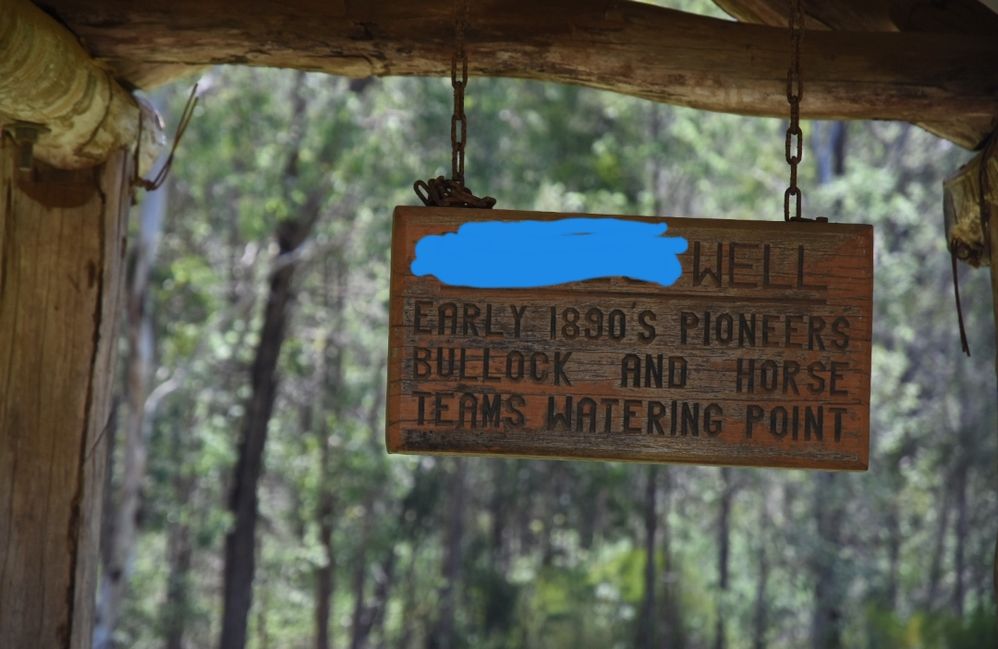 WELL
EARLY 1890'S PIONEERS
BULLOCK AND HORSE
TEAMS WATERING POINT